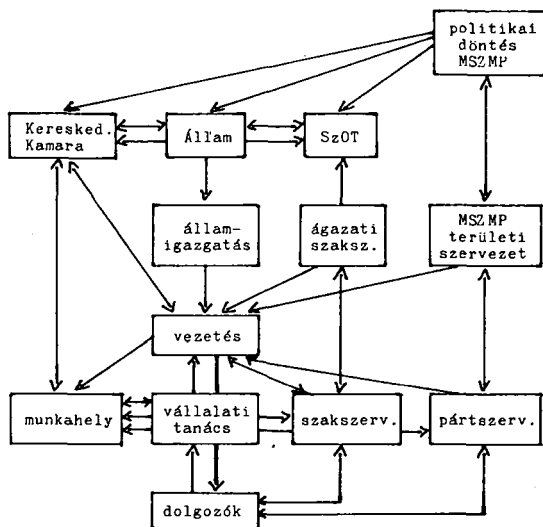 politikai
döntés
MSZMP
Keresked.
Kamara
Állam
SzOT
állam-
igazgatás
ágazati
szaksz.
MSZMP
területi
szervezet
vezetés
munkahely
vállalati
tanács
szakszerv.
pártszerv.
dolgozók